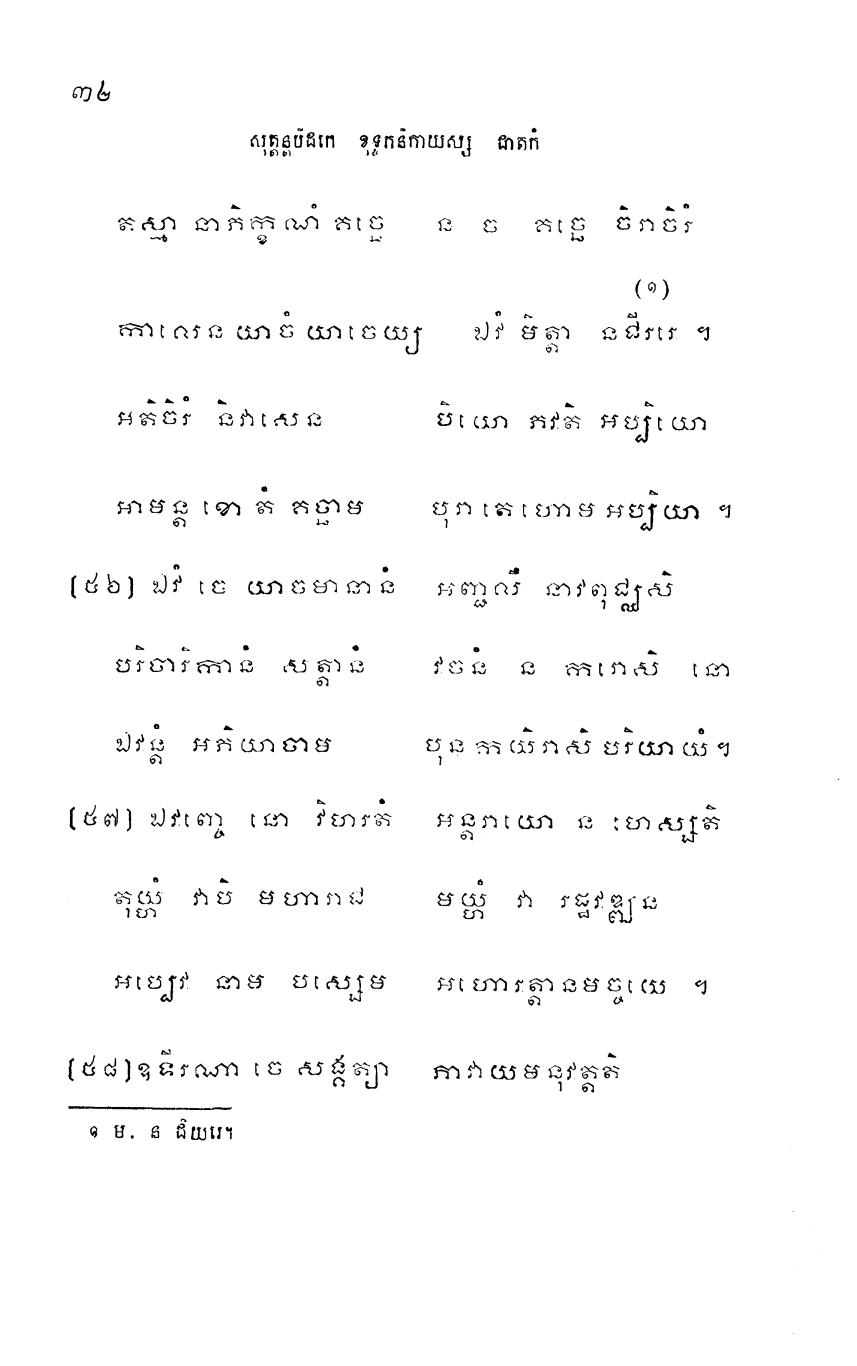 ៣៤
សុត្តន្តបិដកេ ខុទ្ទកនិកាយស្ស ជាតកំ
តស្មា នាភិក្ខណំ គច្ឆេ ន ច គច្ឆេ ចិរាចិរំ
(១)
កាលេន យាចំ យាចេយ្យ ឯវំ មិត្តា ន ជីររេ ។
អតិចិរំ និវាសេន បិយោ ភវតិ អប្បិយោ
អាមន្ត ខោ តំ គច្ឆាម បុរា តេ ហោម អប្បិយា ។
[៥៦] ឯវំ ចេ យាចមានានំ អញ្ជលឹ នាវពុជ្ឈសិ
បរិចារិកានំ សត្តានំ វចនំ ន ករោសិ នោ
ឯវន្តំ អភិយាចាម បុន កយិរាសិ បរិយាយំ។
[៥៧] ឯវញ្ចេ នោ វិហរតំ អន្តរាយោ ន ហេស្សតិ
តុយ្ហំ វាបិ មហារាជ មយ្ហំ វា រដ្ឋវឌ្ឍន
អប្បេវ នាម បស្សេម អហោរត្តានមច្ចយេ ។
[៥៨] ឧទីរណា ចេ សង្គត្យា ភាវាយមនុវត្តតិ
១ ម. ន ជិយរេ។